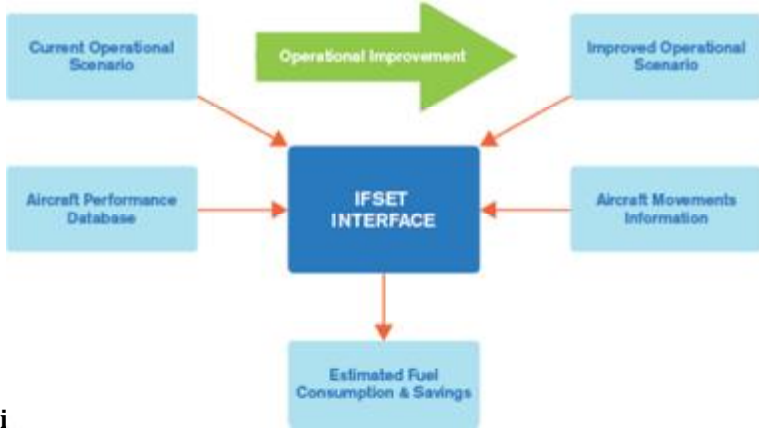 Current Operational
Scenario
Operational Improvement
Improved Operational
Scenario
Aircraft Performance
Database
IFSET
INTERFACE
Aircraft Movements
Information
Estimated Fuel
Consumption & Savings
i